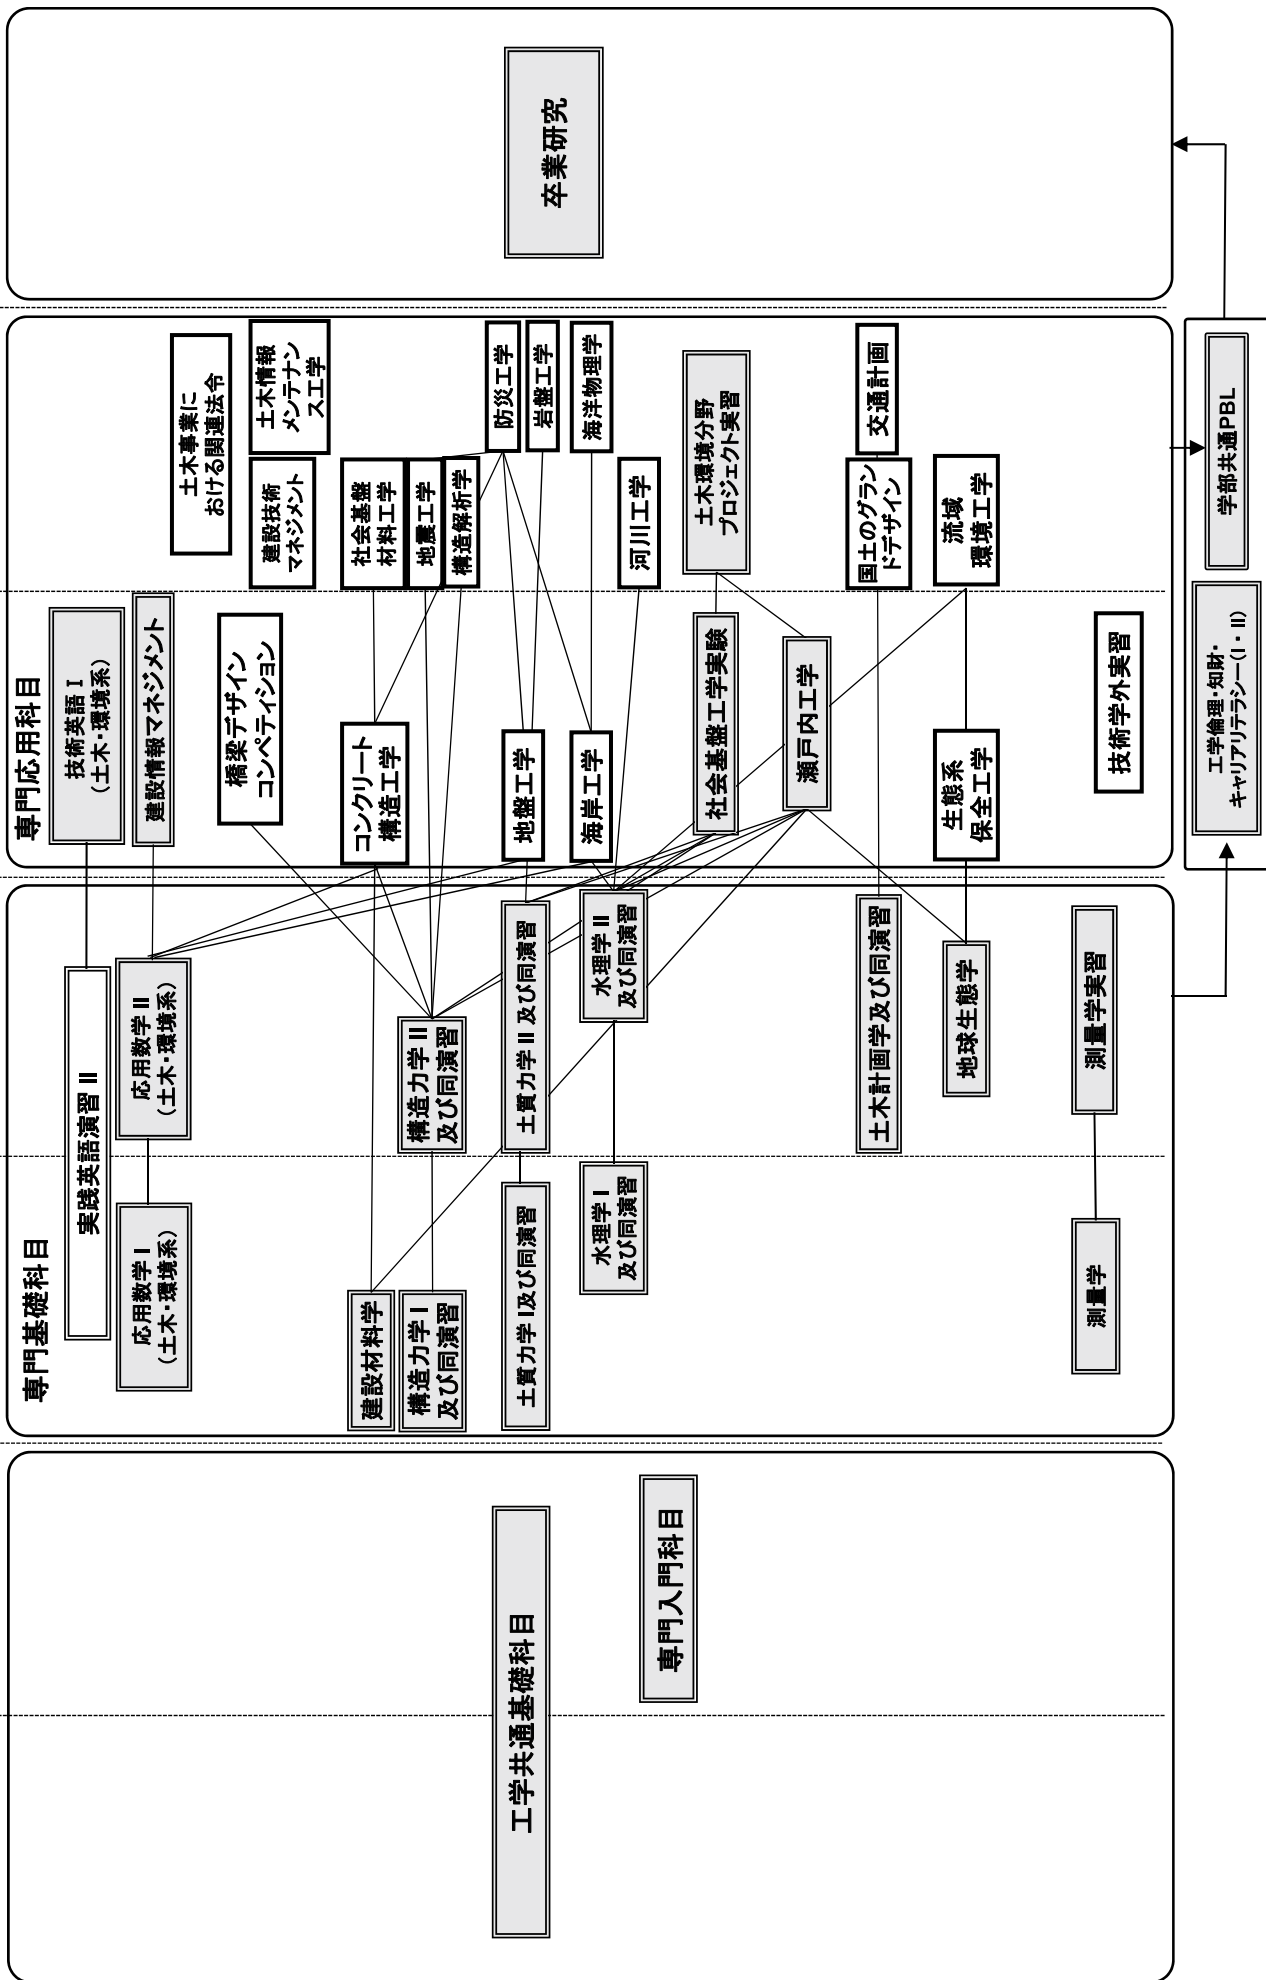 工学共通基礎科目
専門入門科目
専門基礎科目
実践英語演習Ⅱ
応用数学Ⅰ
（土木・環境系）
応用数学Ⅱ
（土木・環境系）
建設材料学
構造力学Ⅰ
及び同演習
構造力学Ⅱ
及び同演習
土質力学Ⅰ及び同演習
土質力学Ⅱ及び同演習
水理学Ⅰ
及び同演習
水理学Ⅱ
及び同演習
土木計画学及び同演習
地球生態学
測量学
測量学実習
専門応用科目
技術英語Ⅰ
（土木・環境系）
建設情報マネジメント
橋梁デザイン
コンペティション
コンクリート
構造工学
地盤工学
海岸工学
社会基盤工学実験
瀬戸内工学
生態系
保全工学
技術学外実習
土木事業に
おける関連法令
建設技術
マネジメント
土木情報
メンテナン
ス工学
社会基盤
材料工学
地震工学
構造解析学
防災工学
岩盤工学
海洋物理学
河川工学
土木環境分野
プロジェクト実習
国土のグラン
ドデザイン
交通計画
流域
環境工学
工学倫理・知財・
キャリアリテラシー（Ⅰ・Ⅱ）
学部共通PBL
卒業研究